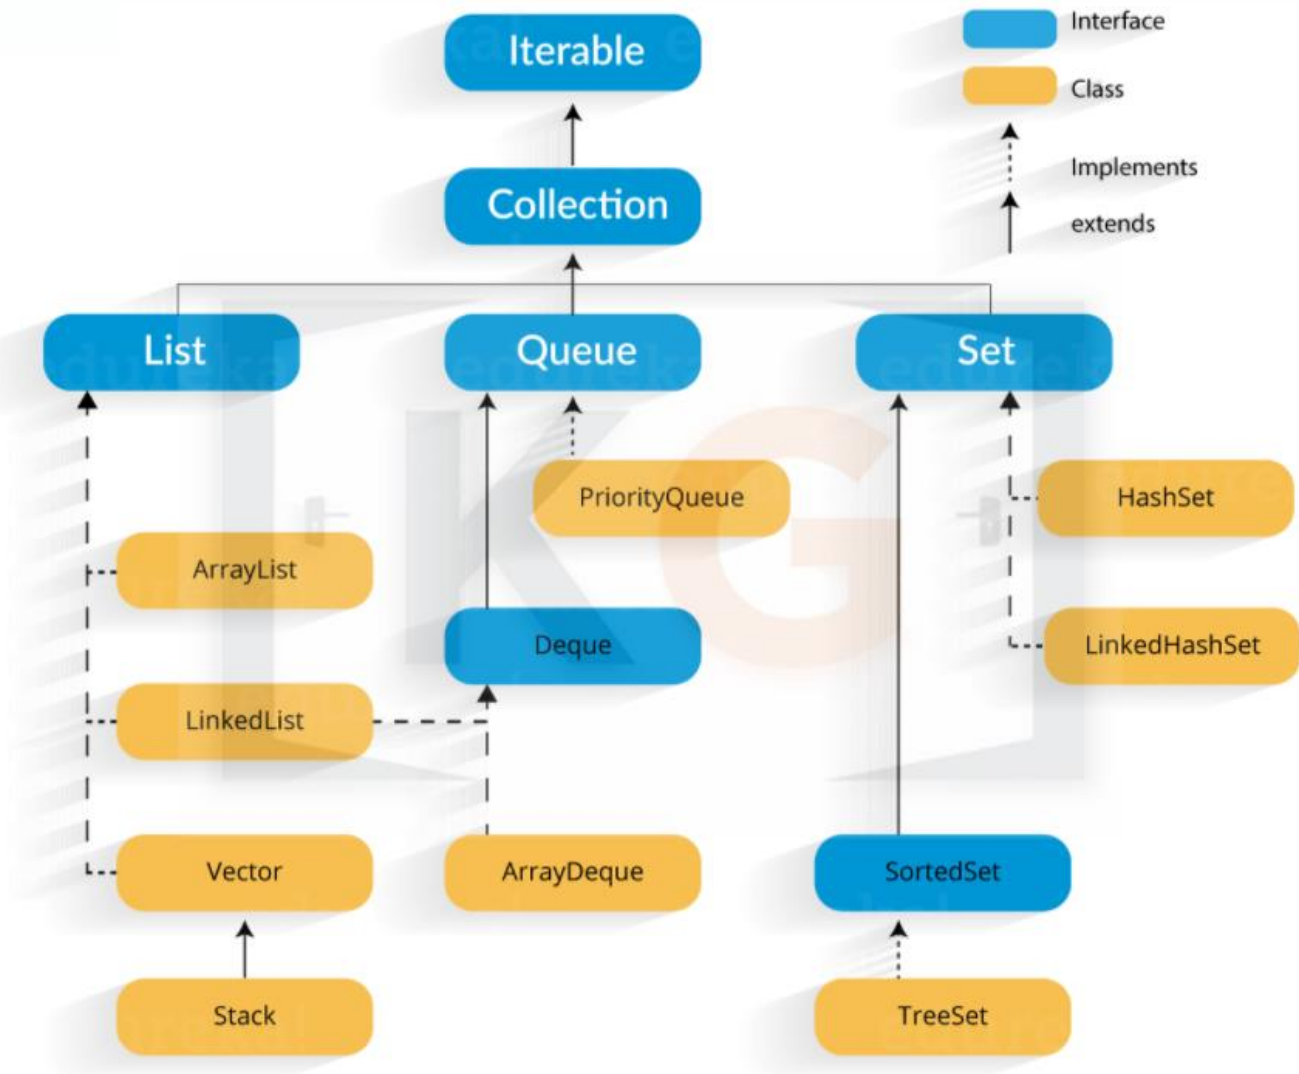 Iterable
Interface
Class
Implements
extends
Collection
List
Queue
Set
PriorityQueue
HashSet
ArrayList
Deque
LinkedHashSet
LinkedList
Vector
ArrayDeque
SortedSet
Stack
TreeSet
KG